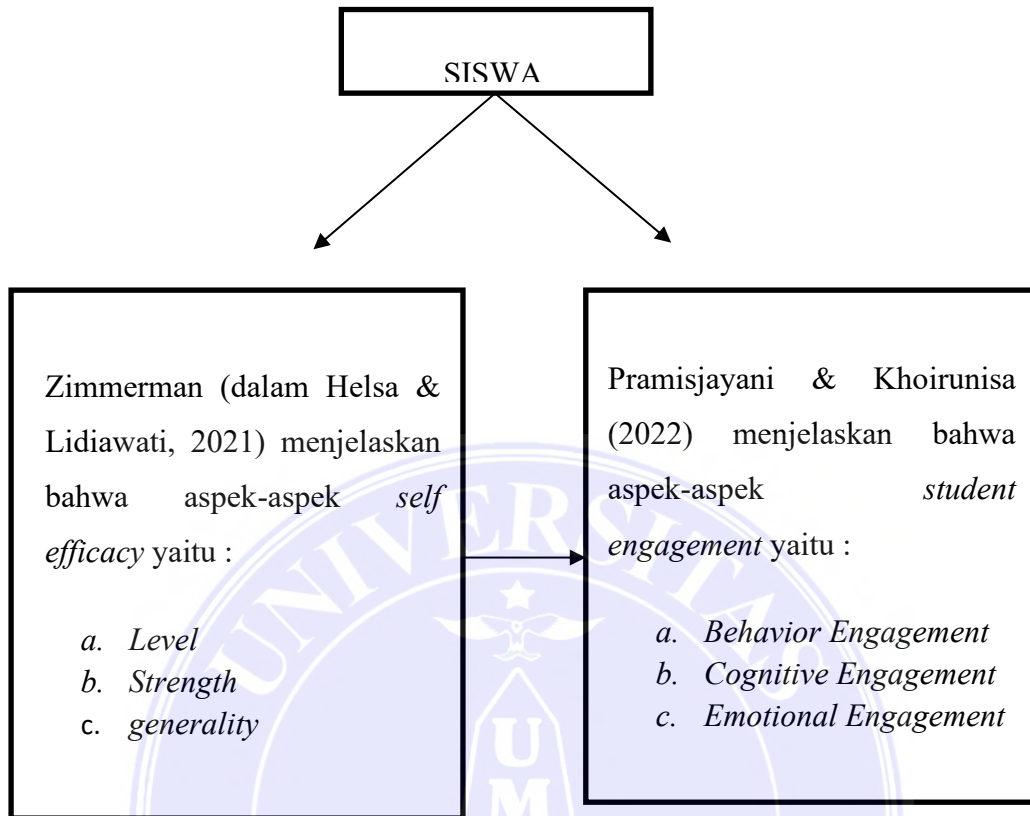 SISWA
Zimmerman (dalam Helsa &
Lidiawati, 2021) menjelaskan
bahwa aspek-aspek self
efficacy yaitu :
a. Level
b. Strength
c. generality
Pramisjayani & Khoirunisa
(2022) menjelaskan bahwa
aspek-aspek student
engagement yaitu :
a. Behavior Engagement
b. Cognitive Engagement
c. Emotional Engagement
UNIVERSITAS
U
M